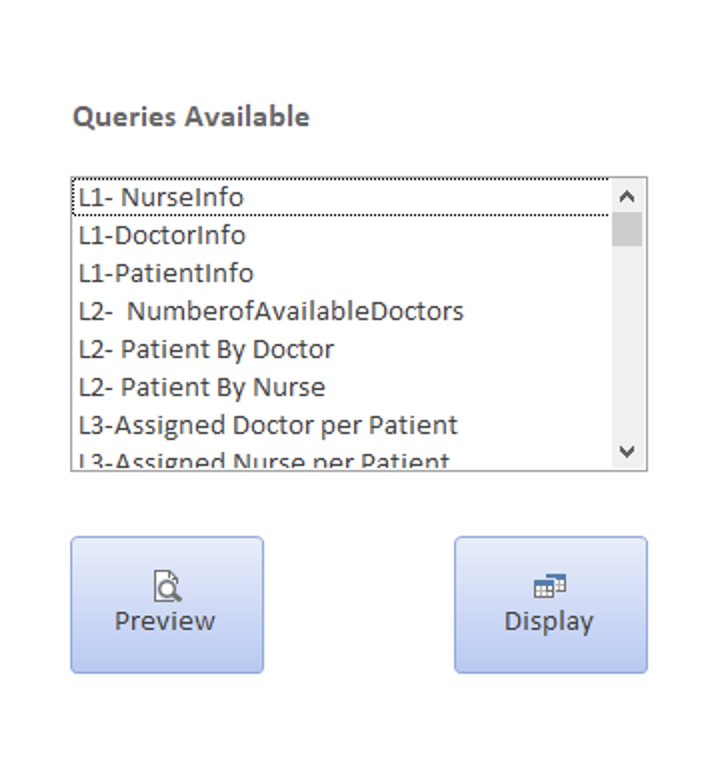 Queries Available
L1- NurseInfo
L1-DoctorInfo
L1-PatientInfo
L2-  NumberofAvailableDoctors
L2- Patient By Doctor
L2- Patient By Nurse
L3-Assigned Doctor per Patient
L3-Assigned Nurse per Patient
Preview
Display